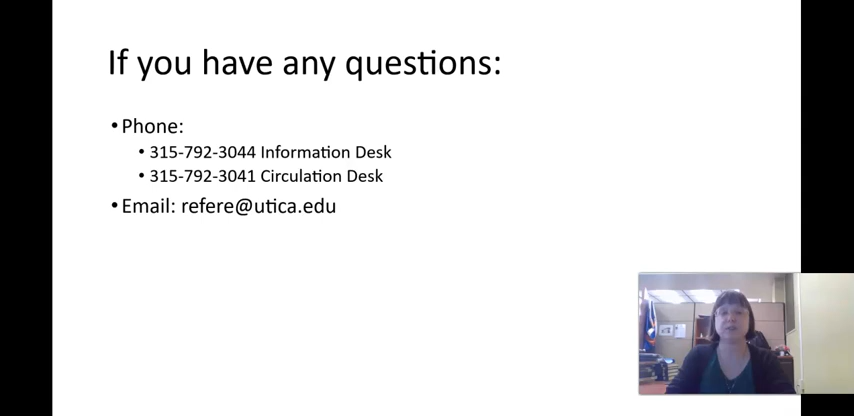 If you have any questions:
• Phone:
• 315-792-3044 Information Desk
• 315-792-3041 Circulation Desk
• Email: refere@utica.edu